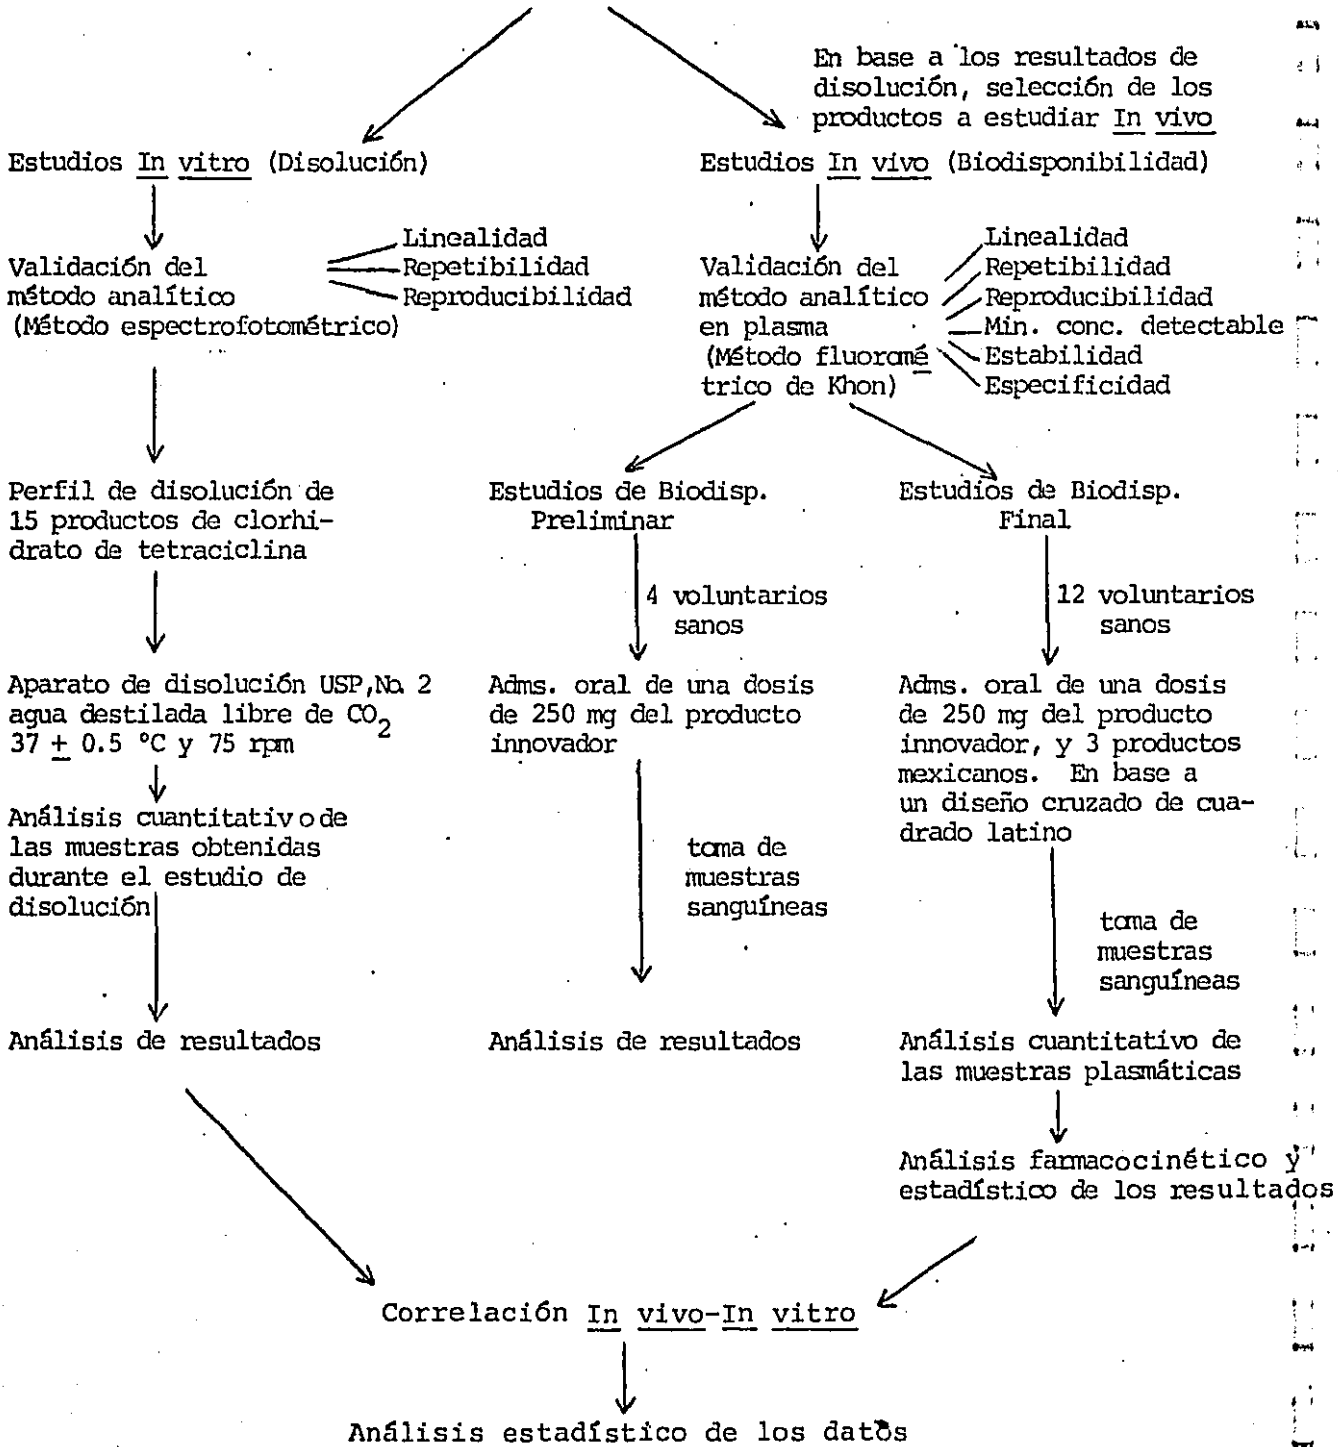 En base a los resultados de
disolución, selección de los
productos a estudiar In vivo
Estudios In vitro (Disolución)
Estudios In vivo (Biodisponibilidad)
Validación del
método analítico
(Método espectrofotométrico)
Linealidad
Repetibilidad
Reproducibilidad
Validación del
método analítico
en plasma
(Método fluoromé
trico de Khon)
Linealidad
Repetibilidad
Reproducibilidad
Min. conc. detectable
Estabilidad
Especificidad
Perfil de disolución de
15 productos de clorhi-
drato de tetraciclina
Estudios de Biodisp.
Preliminar
Estudios de Biodisp.
Final
4 voluntarios
sanos
12 voluntarios
sanos
Aparato de disolución USP,No. 2
agua destilada libre de CO2
37 ± 0.5 °C y 75 rpm
Adms. oral de una dosis
de 250 mg del producto
innovador
Adms. oral de una dosis
de 250 mg del producto
innovador, y 3 productos
mexicanos. En base a
un diseño cruzado de cua-
drado latino
Análisis cuantitativo de
las muestras obtenidas
durante el estudio de
disolución
toma de
muestras
sanguíneas
toma de
muestras
sanguíneas
Análisis de resultados
Análisis de resultados
Análisis cuantitativo de
las muestras plasmáticas
Análisis farmacocinético y
estadístico de los resultados
Correlación In vivo-In vitro
Análisis estadístico de los datos